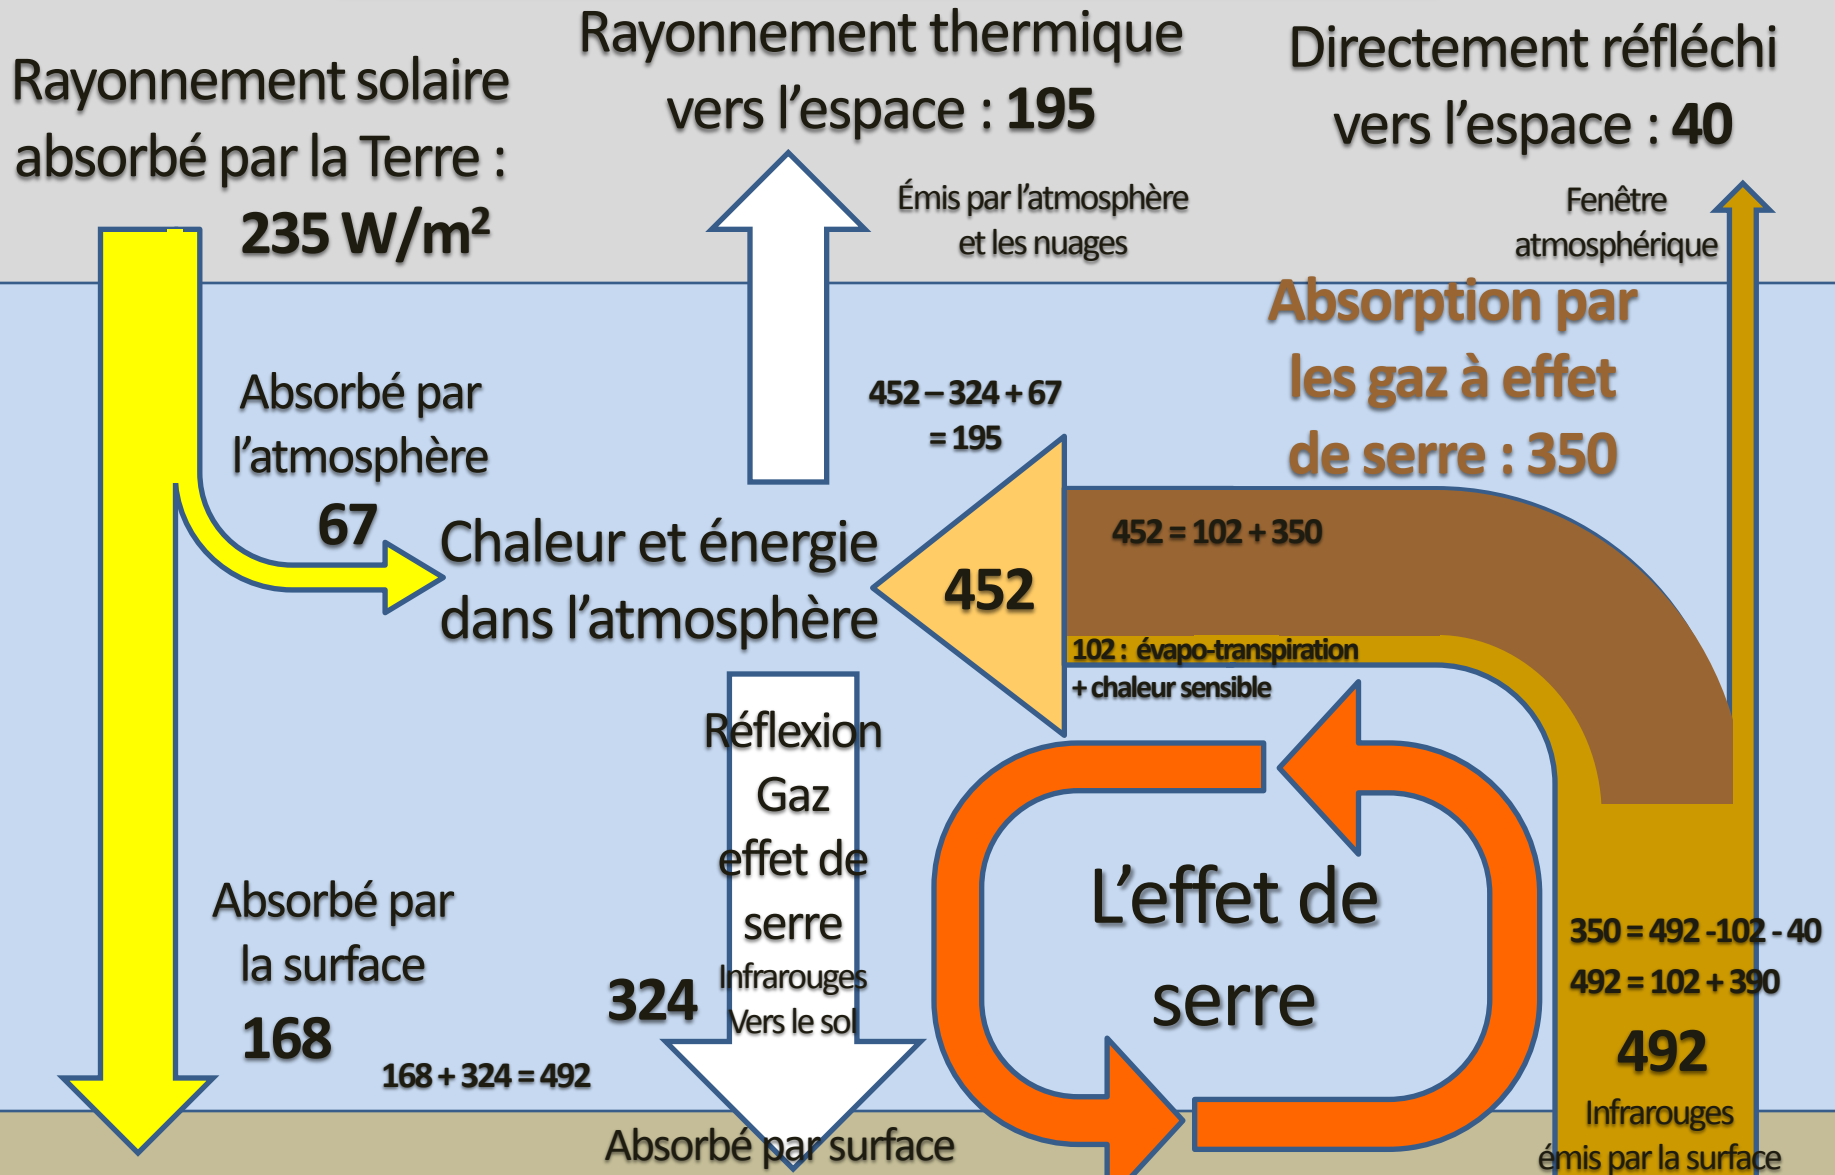 Rayonnement solaire
absorbé par la Terre :
235 W/m²
Rayonnement thermique
vers l’espace : 195
Émis par l’atmosphère
et les nuages
Directement réfléchi
vers l’espace : 40
Fenêtre
atmosphérique
Absorption par
les gaz à effet
de serre : 350
Absorbé par
l’atmosphère
67
452 – 324 + 67
= 195
Chaleur et énergie
dans l’atmosphère
452
452 = 102 + 350
102 : évapo-transpiration
+ chaleur sensible
Réflexion
Gaz
effet de
serre
Infrarouges
Vers le sol
324
L’effet de
serre
Absorbé par
la surface
168
168 + 324 = 492
350 = 492 -102 - 40
492 = 102 + 390
492
Infrarouges
émis par la surface
Absorbé par surface